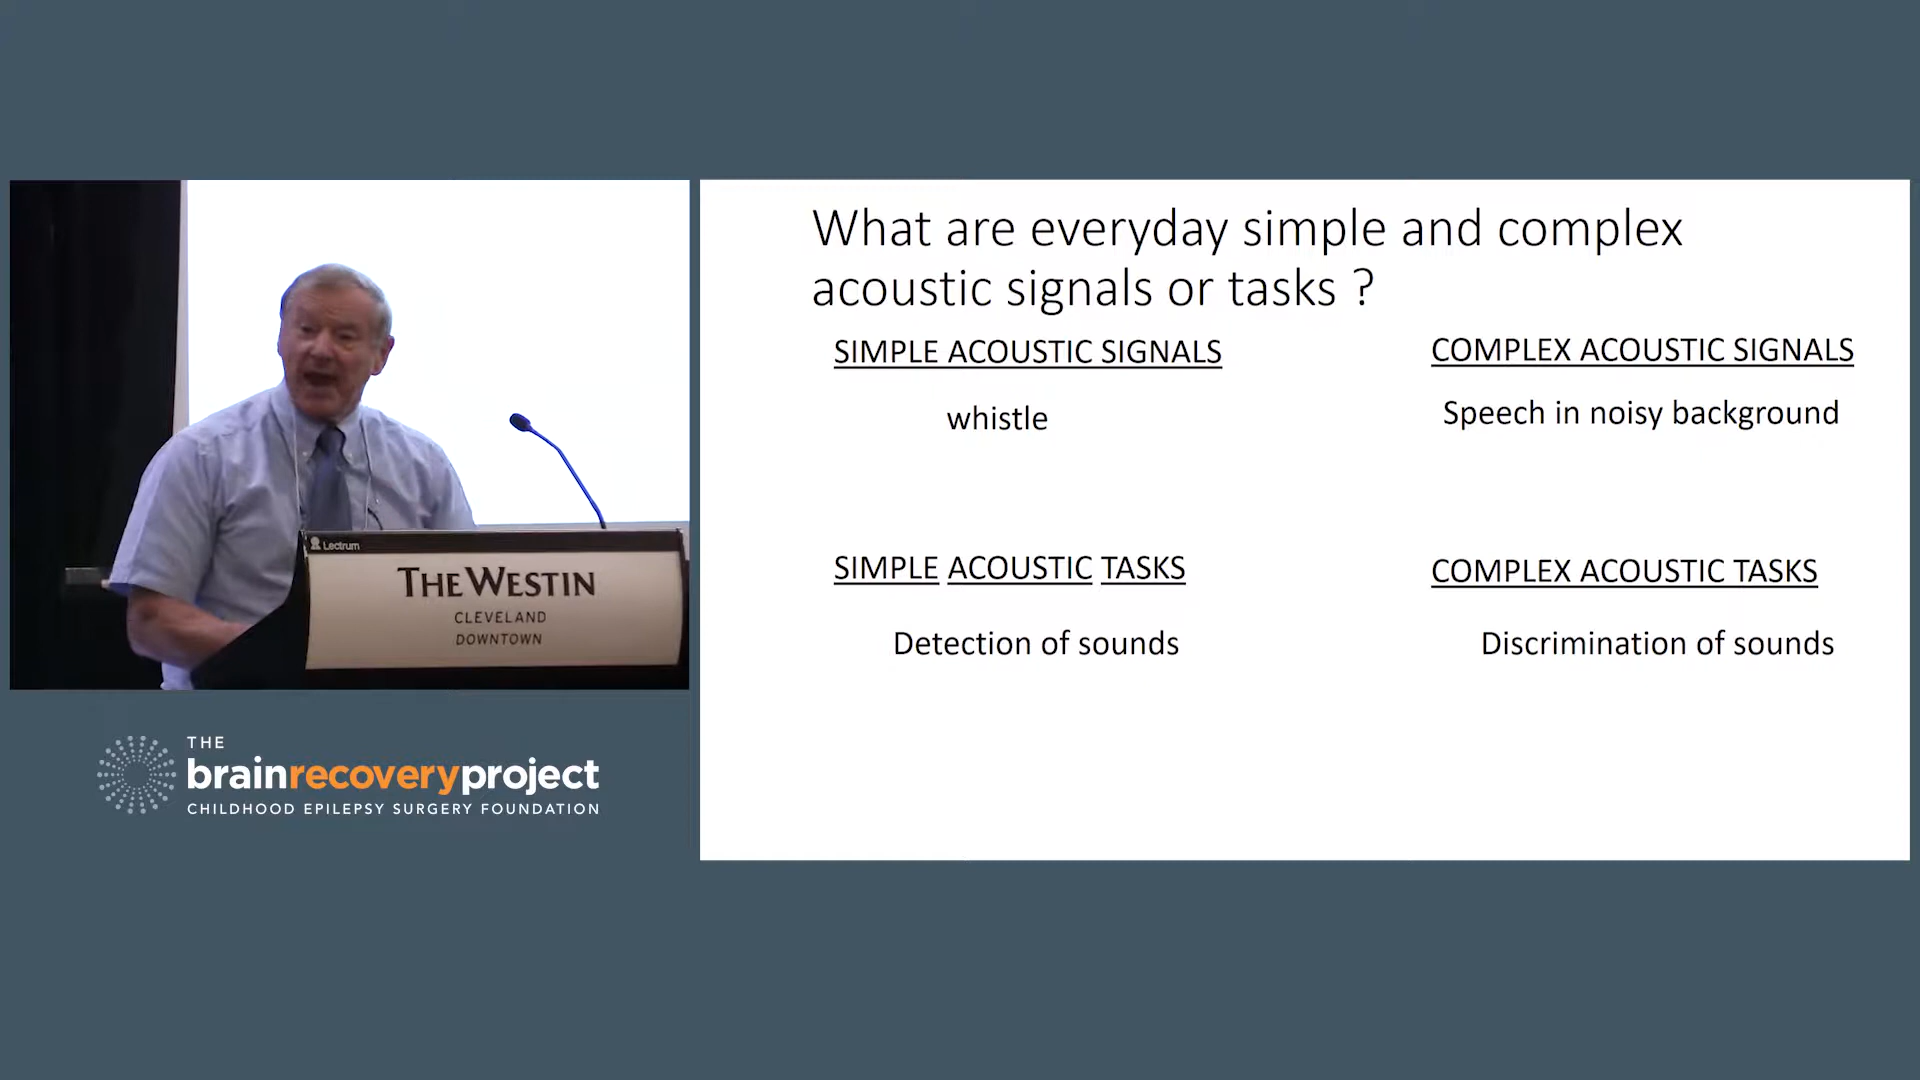 What are everyday simple and complex
acoustic signals or tasks ?
SIMPLE ACOUSTIC SIGNALS
COMPLEX ACOUSTIC SIGNALS
whistle
Speech in noisy background
SIMPLE ACOUSTIC TASKS
COMPLEX ACOUSTIC TASKS
Detection of sounds
Discrimination of sounds
Lectrum
THE WESTIN
CLEVELAND
DOWNTOWN
THE
brainrecoveryproject
CHILDHOOD EPILEPSY SURGERY FOUNDATION